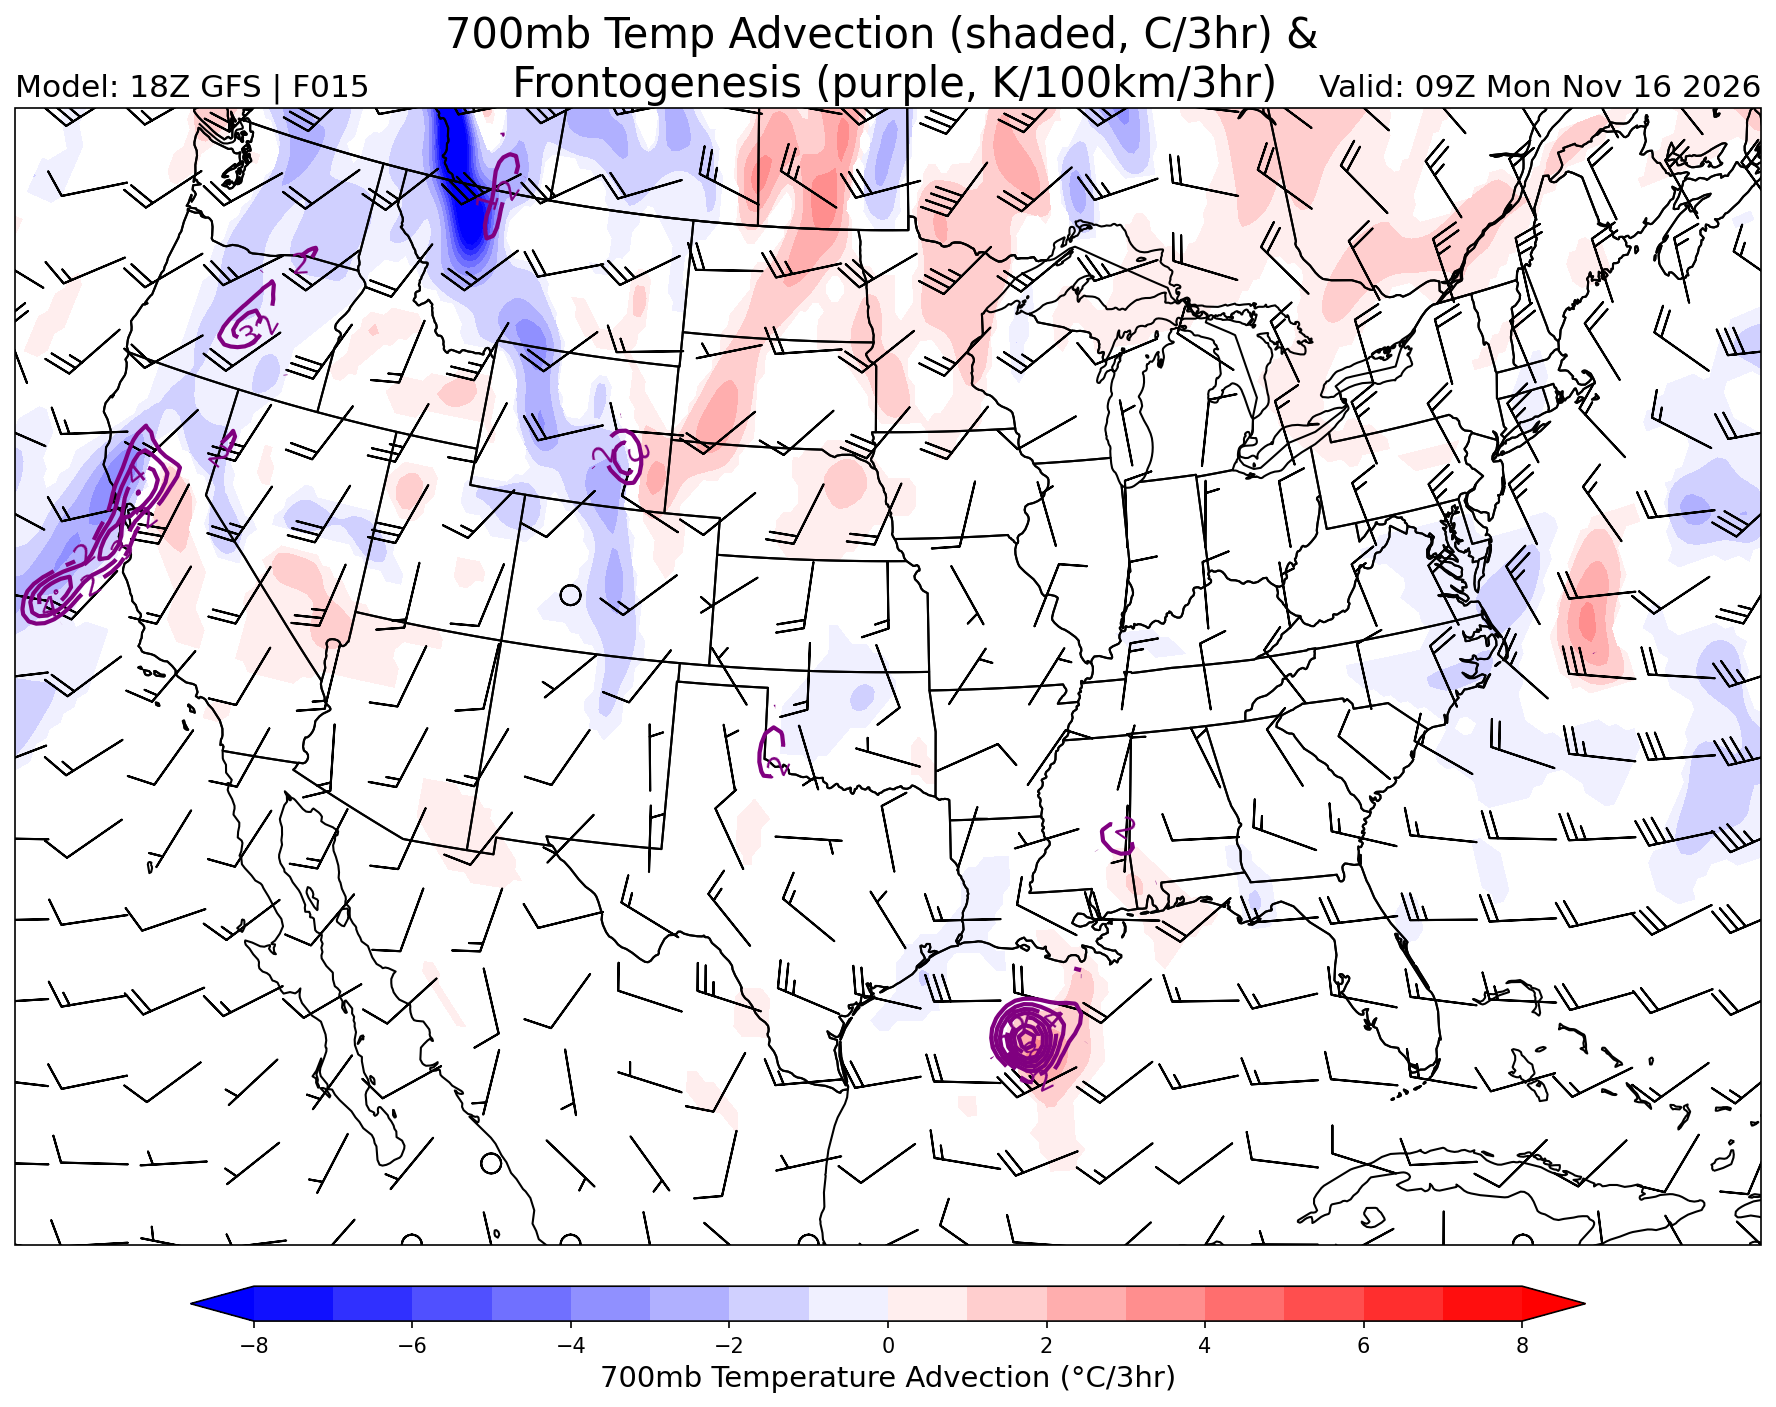 700mb Temp Advection (shaded, C/3hr) &
Model: 18Z GFS | F015
Frontogenesis (purple, K/100km/3hr)
Valid: 09Z Mon Nov 16 2026
−8
−6
−4
−2
0
2
4
6
8
700mb Temperature Advection (°C/3hr)